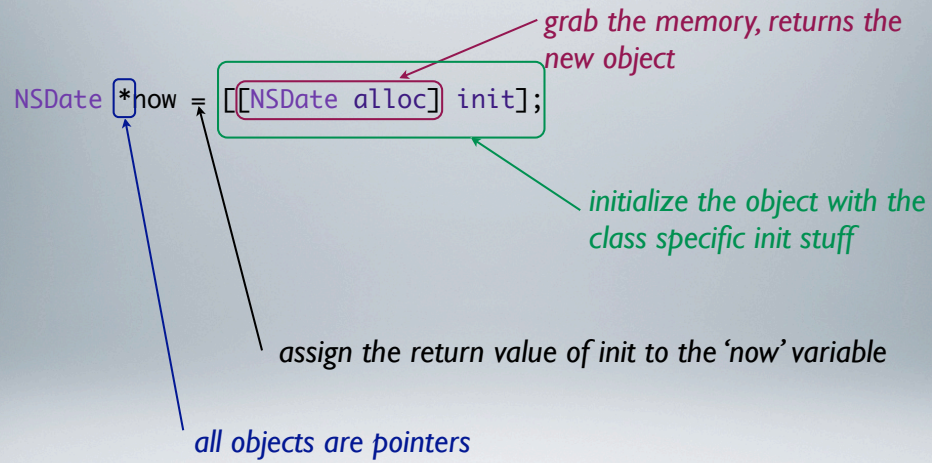 grab the memory, returns the
new object
NSDate *now = [[NSDate alloc] init];
initialize the object with the
class specific init stuff
assign the return value of init to the ‘now’ variable
all objects are pointers